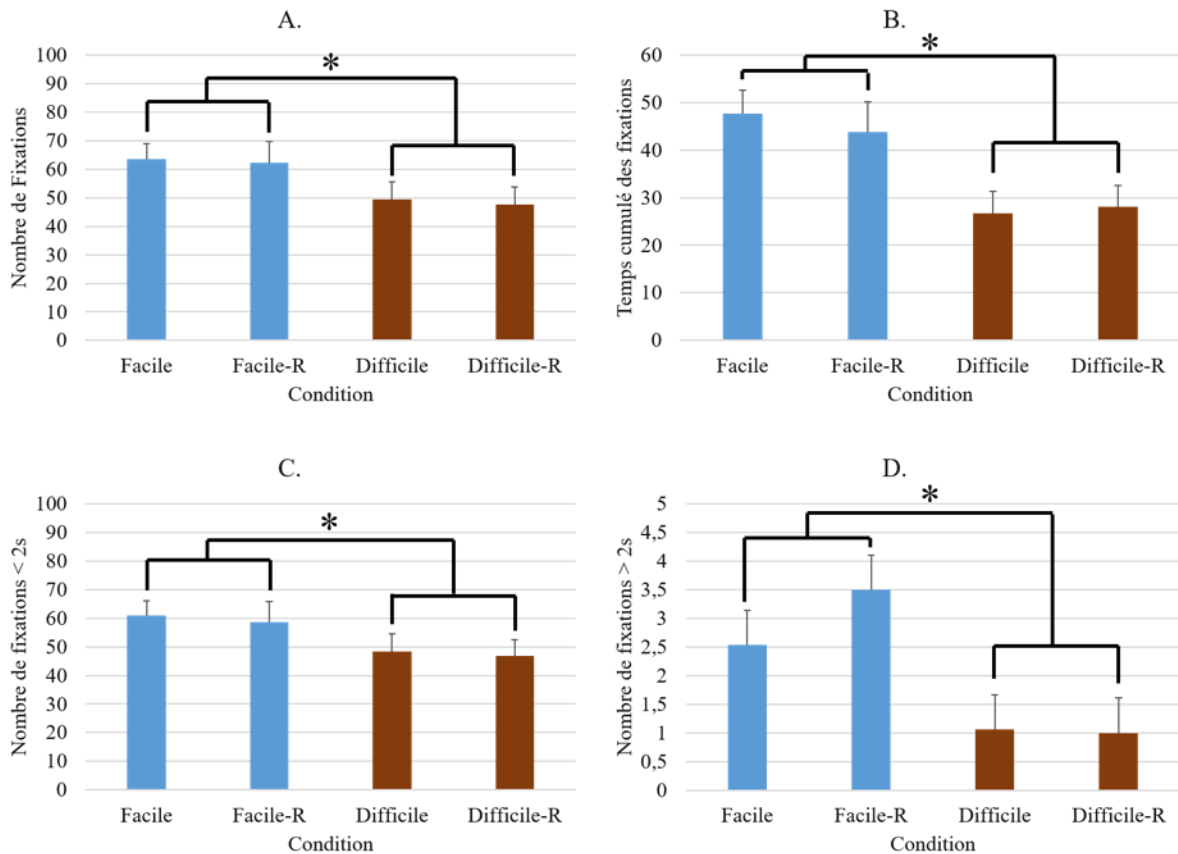 A.
Nombre de Fixations
100
90
80
70
60
50
40
30
20
10
0
*
Facile Facile-R Difficile Difficile-R
Condition
B.
Temps cumulé des fixations
60
50
40
30
20
10
0
*
Facile Facile-R Difficile Difficile-R
Condition
C.
Nombre de fixations < 2s
100
90
80
70
60
50
40
30
20
10
0
*
Facile Facile-R Difficile Difficile-R
Condition
D.
Nombre de fixations > 2s
5
4,5
4
3,5
3
2,5
2
1,5
1
0,5
0
*
Facile Facile-R Difficile Difficile-R
Condition